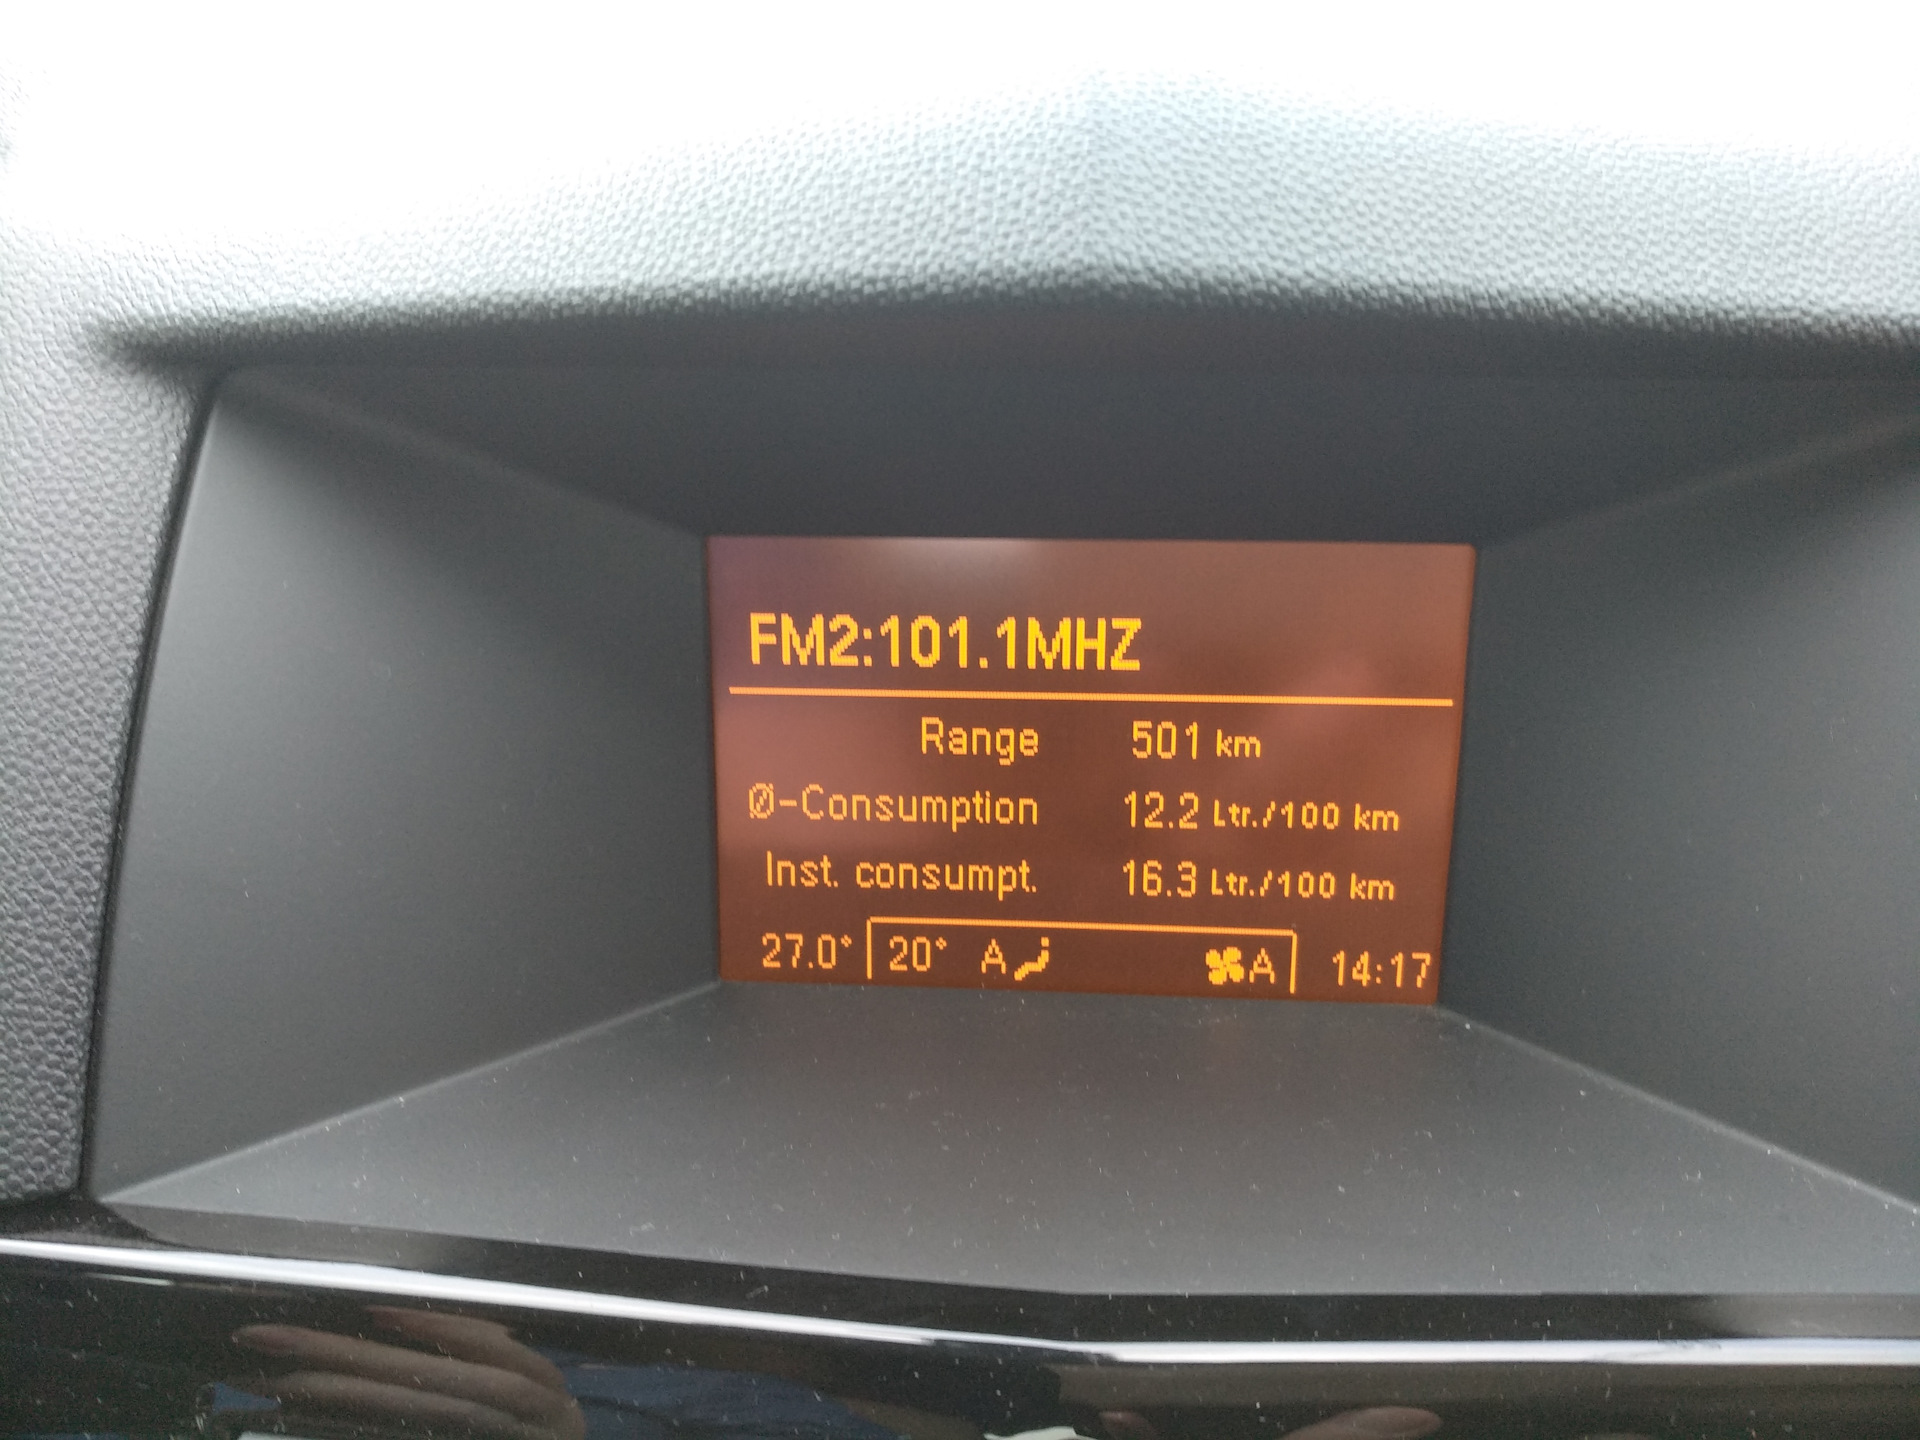 FM2:101.1MHZ
Range 501 km
Ø-Consumption 12.2 Ltr./100 km
Inst. consumpt. 16.3 Ltr./100 km
27.0° 20° A A 14:17